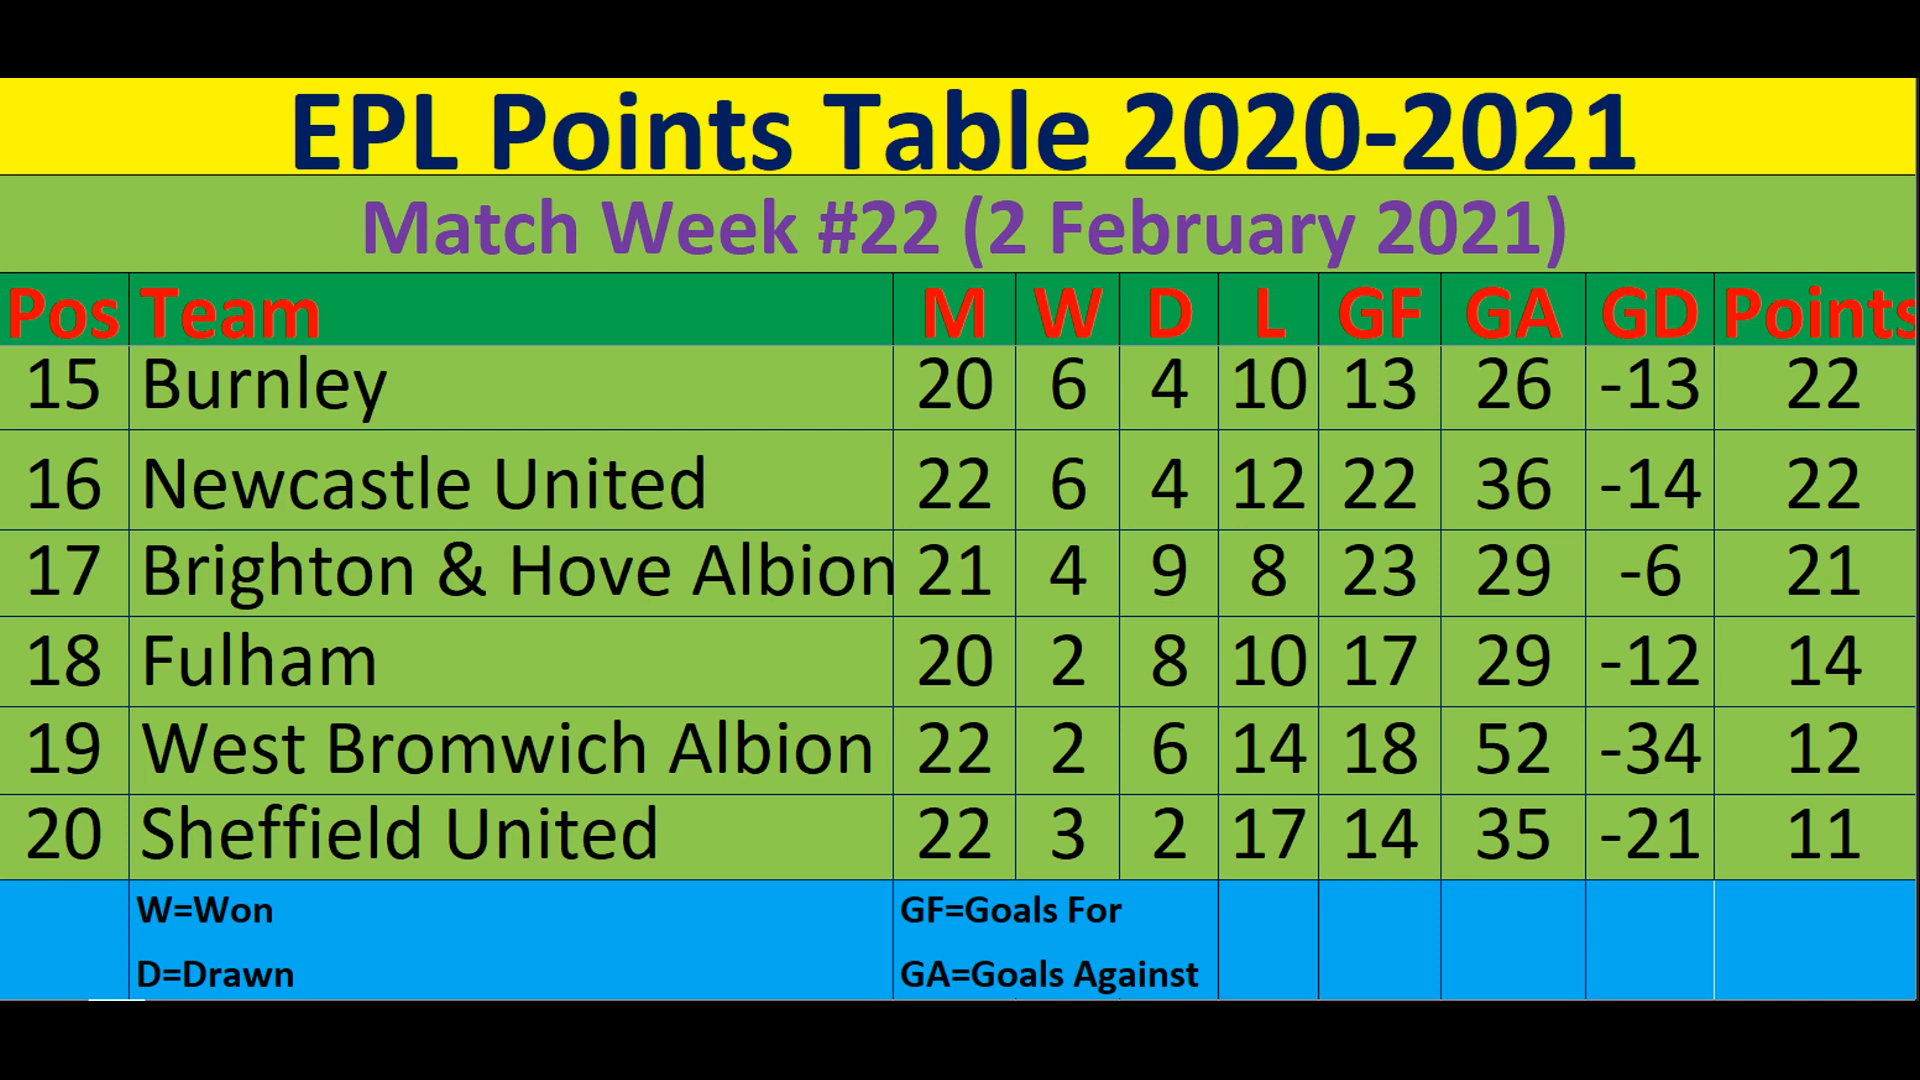 EPL Points Table 2020-2021
Match Week #22 (2 February 2021)
Pos Team M W D L GF GA GD Points
15 Burnley 20 6 4 10 13 26 -13 22
16 Newcastle United 22 6 4 12 22 36 -14 22
17 Brighton & Hove Albion 21 4 9 8 23 29 -6 21
18 Fulham 20 2 8 10 17 29 -12 14
19 West Bromwich Albion 22 2 6 14 18 52 -34 12
20 Sheffield United 22 3 2 17 14 35 -21 11
W=Won GF=Goals For
D=Drawn GA=Goals Against